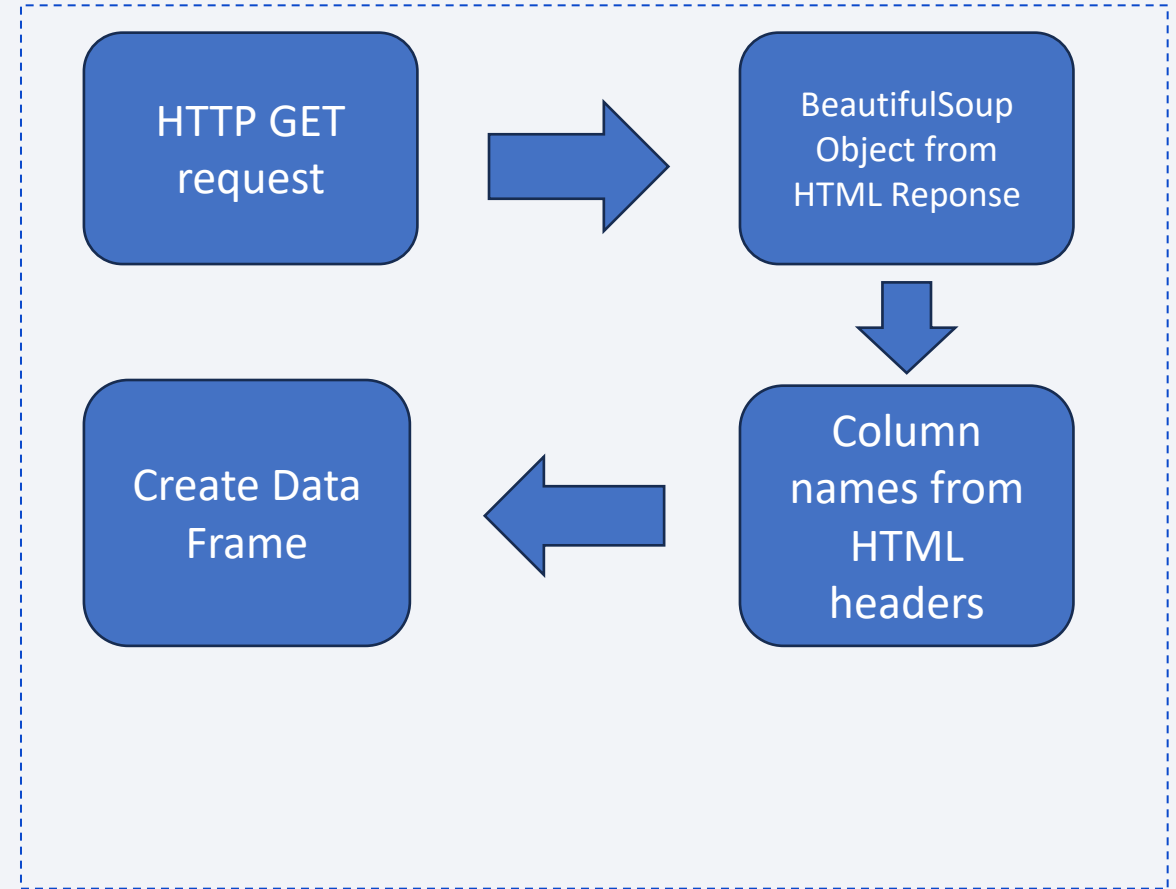 HTTP GET
request
BeautifulSoup
Object from
HTML Reponse
Column
names from
HTML
headers
Create Data
Frame